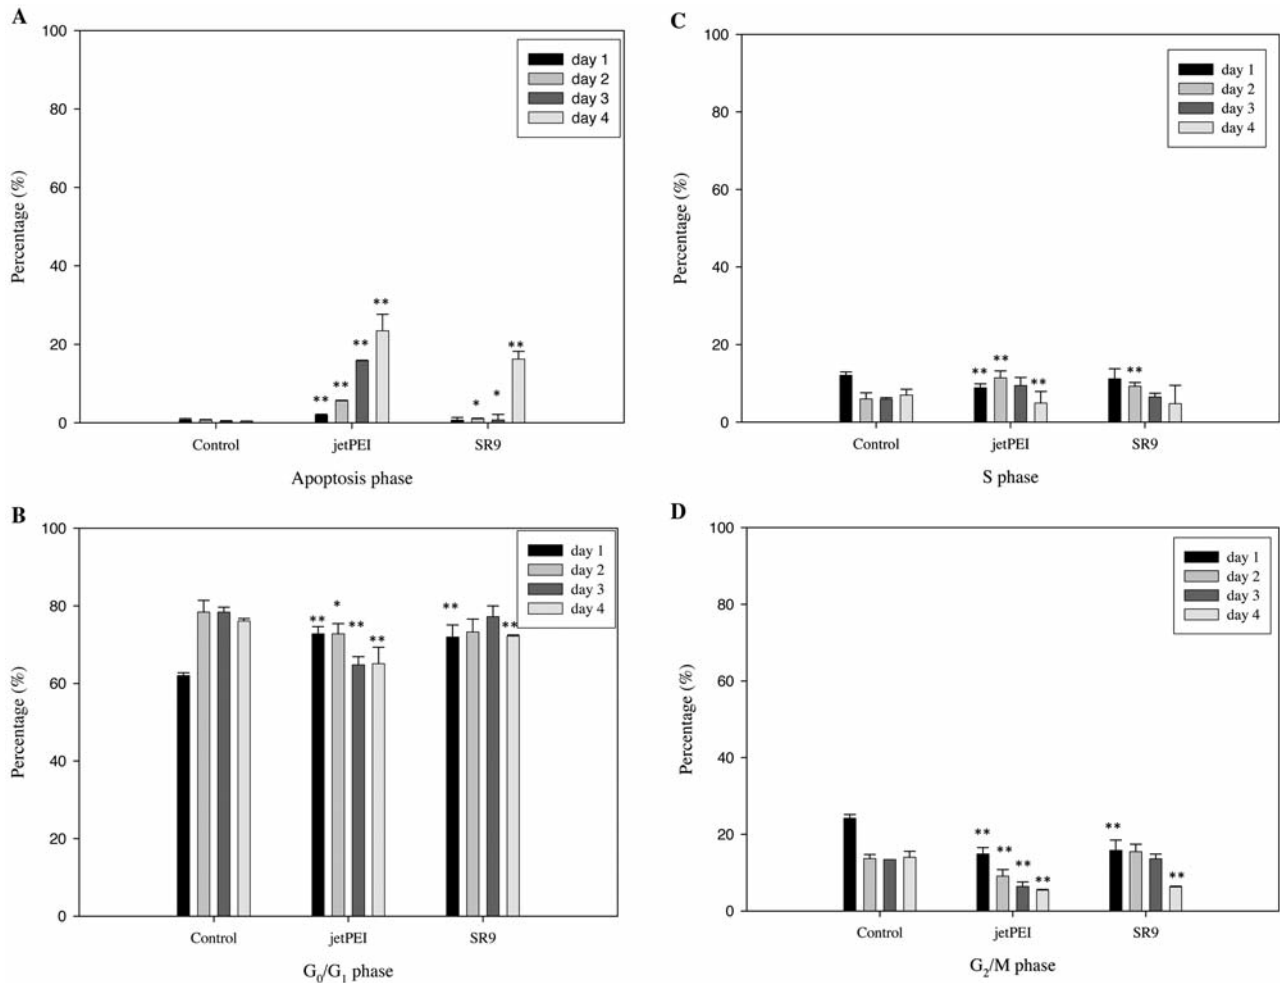 A
100
80
60
40
20
0
Percentage (%)
day 1
day 2
day 3
day 4
**
**
**
**
*
*
**
Control jetPEI SR9
Apoptosis phase
B
100
80
60
40
20
0
Percentage (%)
day 1
day 2
day 3
day 4
**
*
**
**
**
**
Control jetPEI SR9
G₀/G₁ phase
C
100
80
60
40
20
0
Percentage (%)
day 1
day 2
day 3
day 4
**
**
**
**
Control jetPEI SR9
S phase
D
100
80
60
40
20
0
Percentage (%)
day 1
day 2
day 3
day 4
**
**
**
**
**
**
Control jetPEI SR9
G₂/M phase